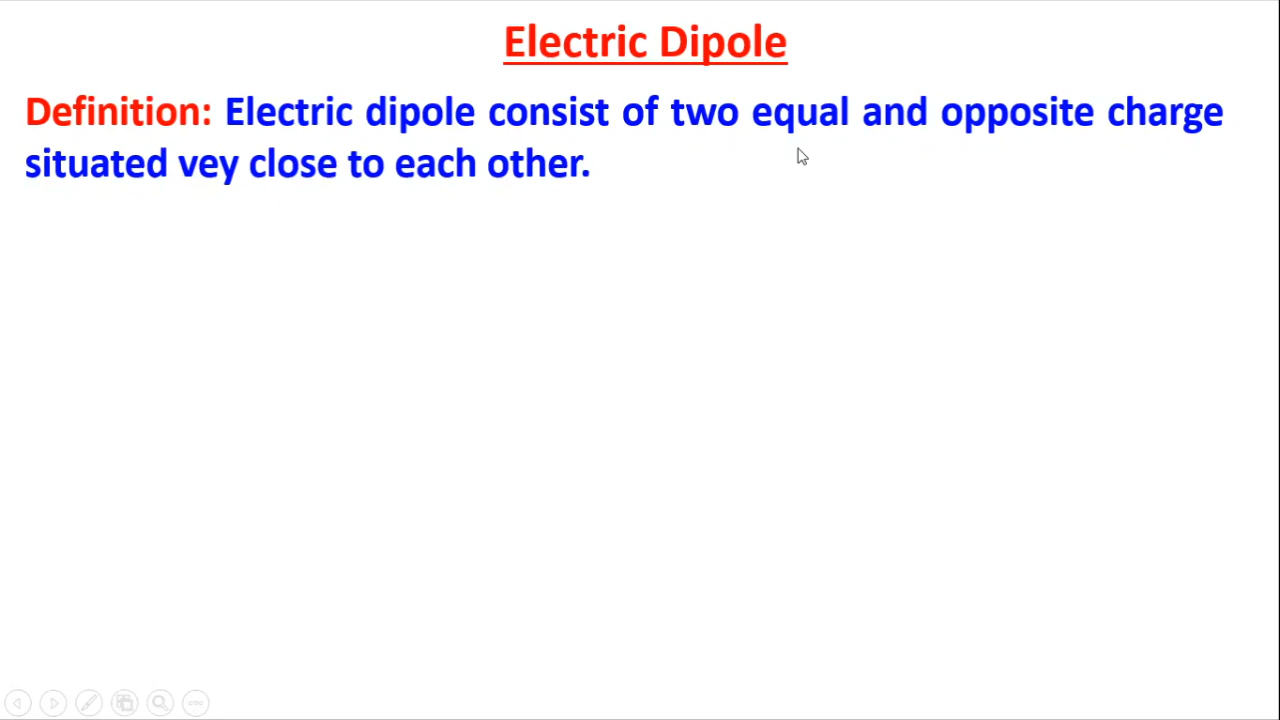 Electric Dipole
Definition: Electric dipole consist of two equal and opposite charge
situated vey close to each other.